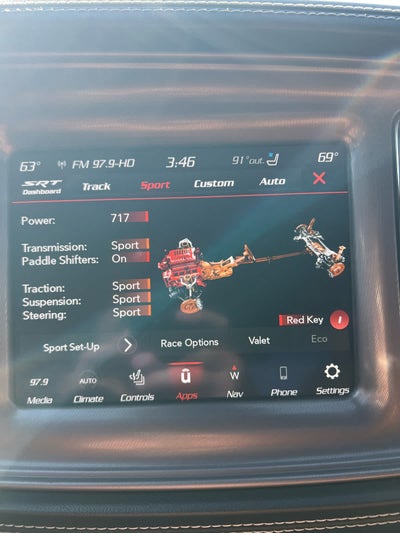 63° FM 97.9-HD 3:46 91° out. 69°
SRT Dashboard Track Sport Custom Auto X
Power: 717
Transmission: Sport
Paddle Shifters: On
Traction: Sport
Suspension: Sport
Steering: Sport
Red Key
Sport Set-Up Race Options Valet Eco
97.9 AUTO W
Media Climate Controls Apps Nav Phone Settings